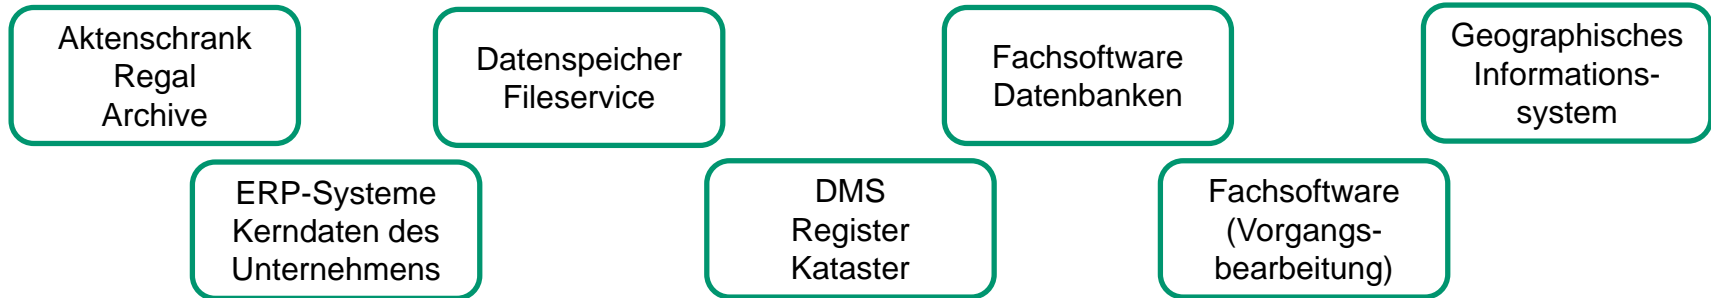 Aktenschrank
Regal
Archive
Datenspeicher
Fileservice
Fachsoftware
Datenbanken
Geographisches
Informations-
system
ERP-Systeme
Kerndaten des
Unternehmens
DMS
Register
Kataster
Fachsoftware
(Vorgangs-
bearbeitung)